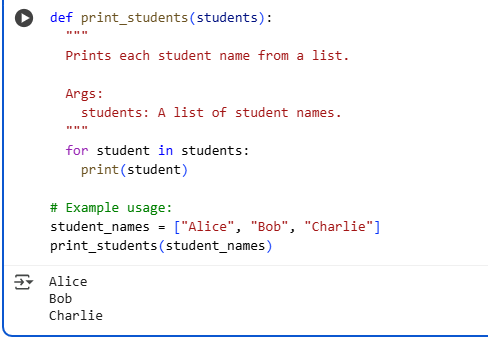 def print_students(students):
  """
  Prints each student name from a list.

  Args:
    students: A list of student names.
  """
  for student in students:
    print(student)

# Example usage:
student_names = ["Alice", "Bob", "Charlie"]
print_students(student_names)
Alice
Bob
Charlie